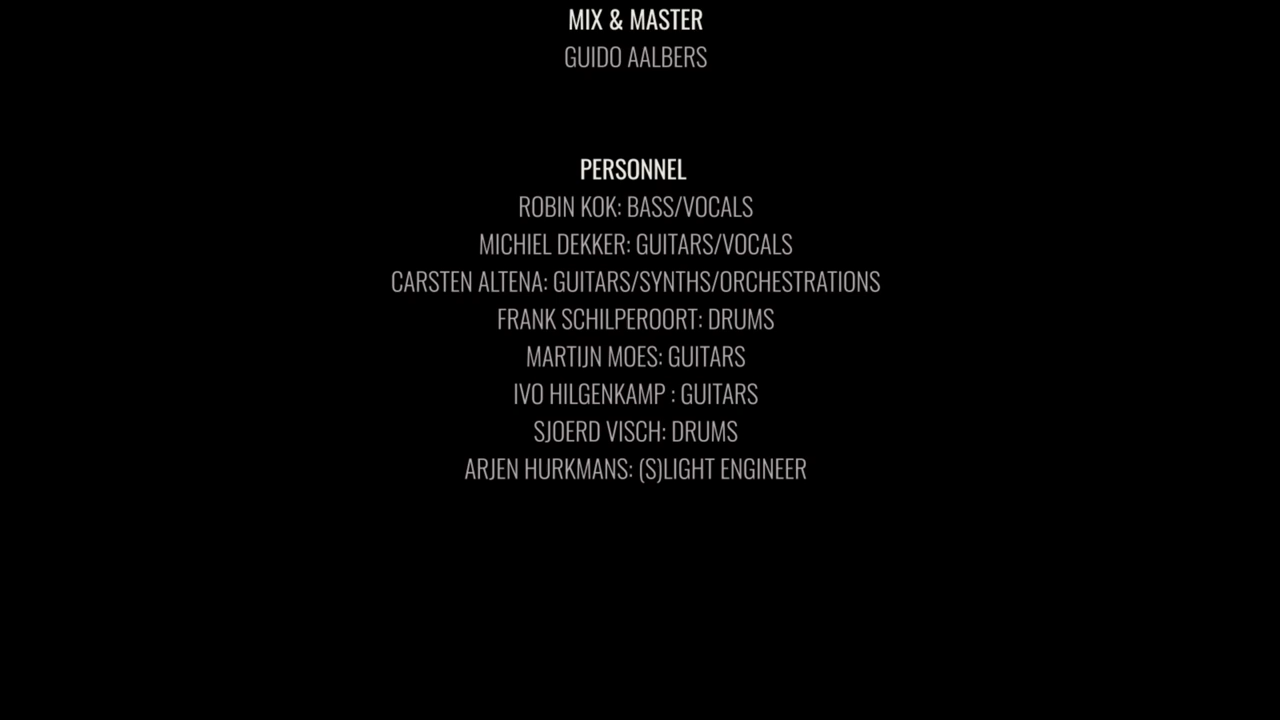 MIX & MASTER
GUIDO AALBERS
PERSONNEL
ROBIN KOK: BASS/VOCALS
MICHIEL DEKKER: GUITARS/VOCALS
CARSTEN ALTENA: GUITARS/SYNTHS/ORCHESTRATIONS
FRANK SCHILPEROORT: DRUMS
MARTIJN MOES: GUITARS
IVO HILGENKAMP : GUITARS
SJOERD VISCH: DRUMS
ARJEN HURKMANS: (S)LIGHT ENGINEER